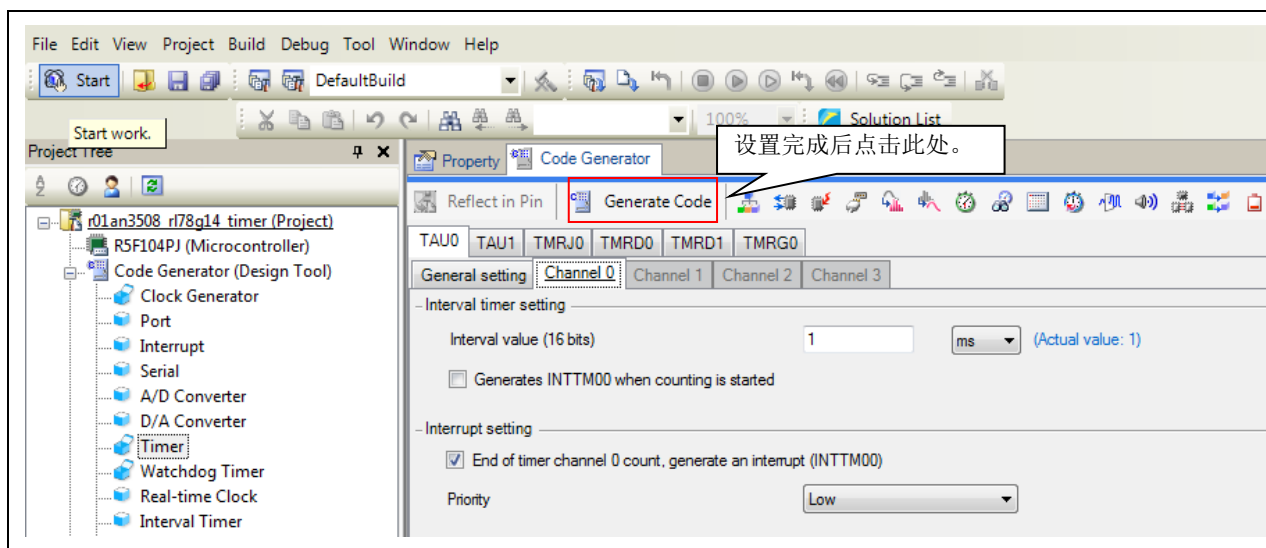 File Edit View Project Build Debug Tool Window Help
Start DefaultBuild
100% Solution List
Start work.
设置完成后点击此处。
Project Tree
Property Code Generator
Reflect in Pin Generate Code
r01an3508_rl78g14_timer (Project)
R5F104PJ (Microcontroller)
Code Generator (Design Tool)
Clock Generator
Port
Interrupt
Serial
A/D Converter
D/A Converter
Timer
Watchdog Timer
Real-time Clock
Interval Timer
TAU0 TAU1 TMRJ0 TMRD0 TMRD1 TMRG0
General setting Channel 0 Channel 1 Channel 2 Channel 3
Interval timer setting
Interval value (16 bits) 1 ms (Actual value: 1)
Generates INTTM00 when counting is started
Interrupt setting
End of timer channel 0 count, generate an interrupt (INTTM00)
Priority Low